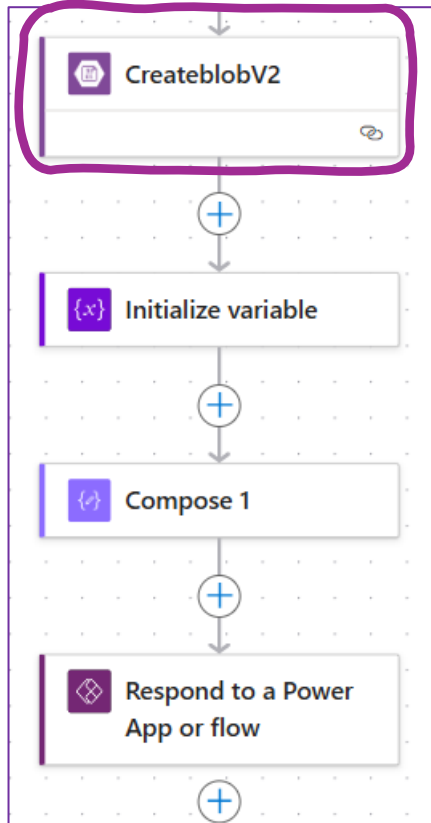 CreateblobV2
{x} Initialize variable
Compose 1
Respond to a Power
App or flow